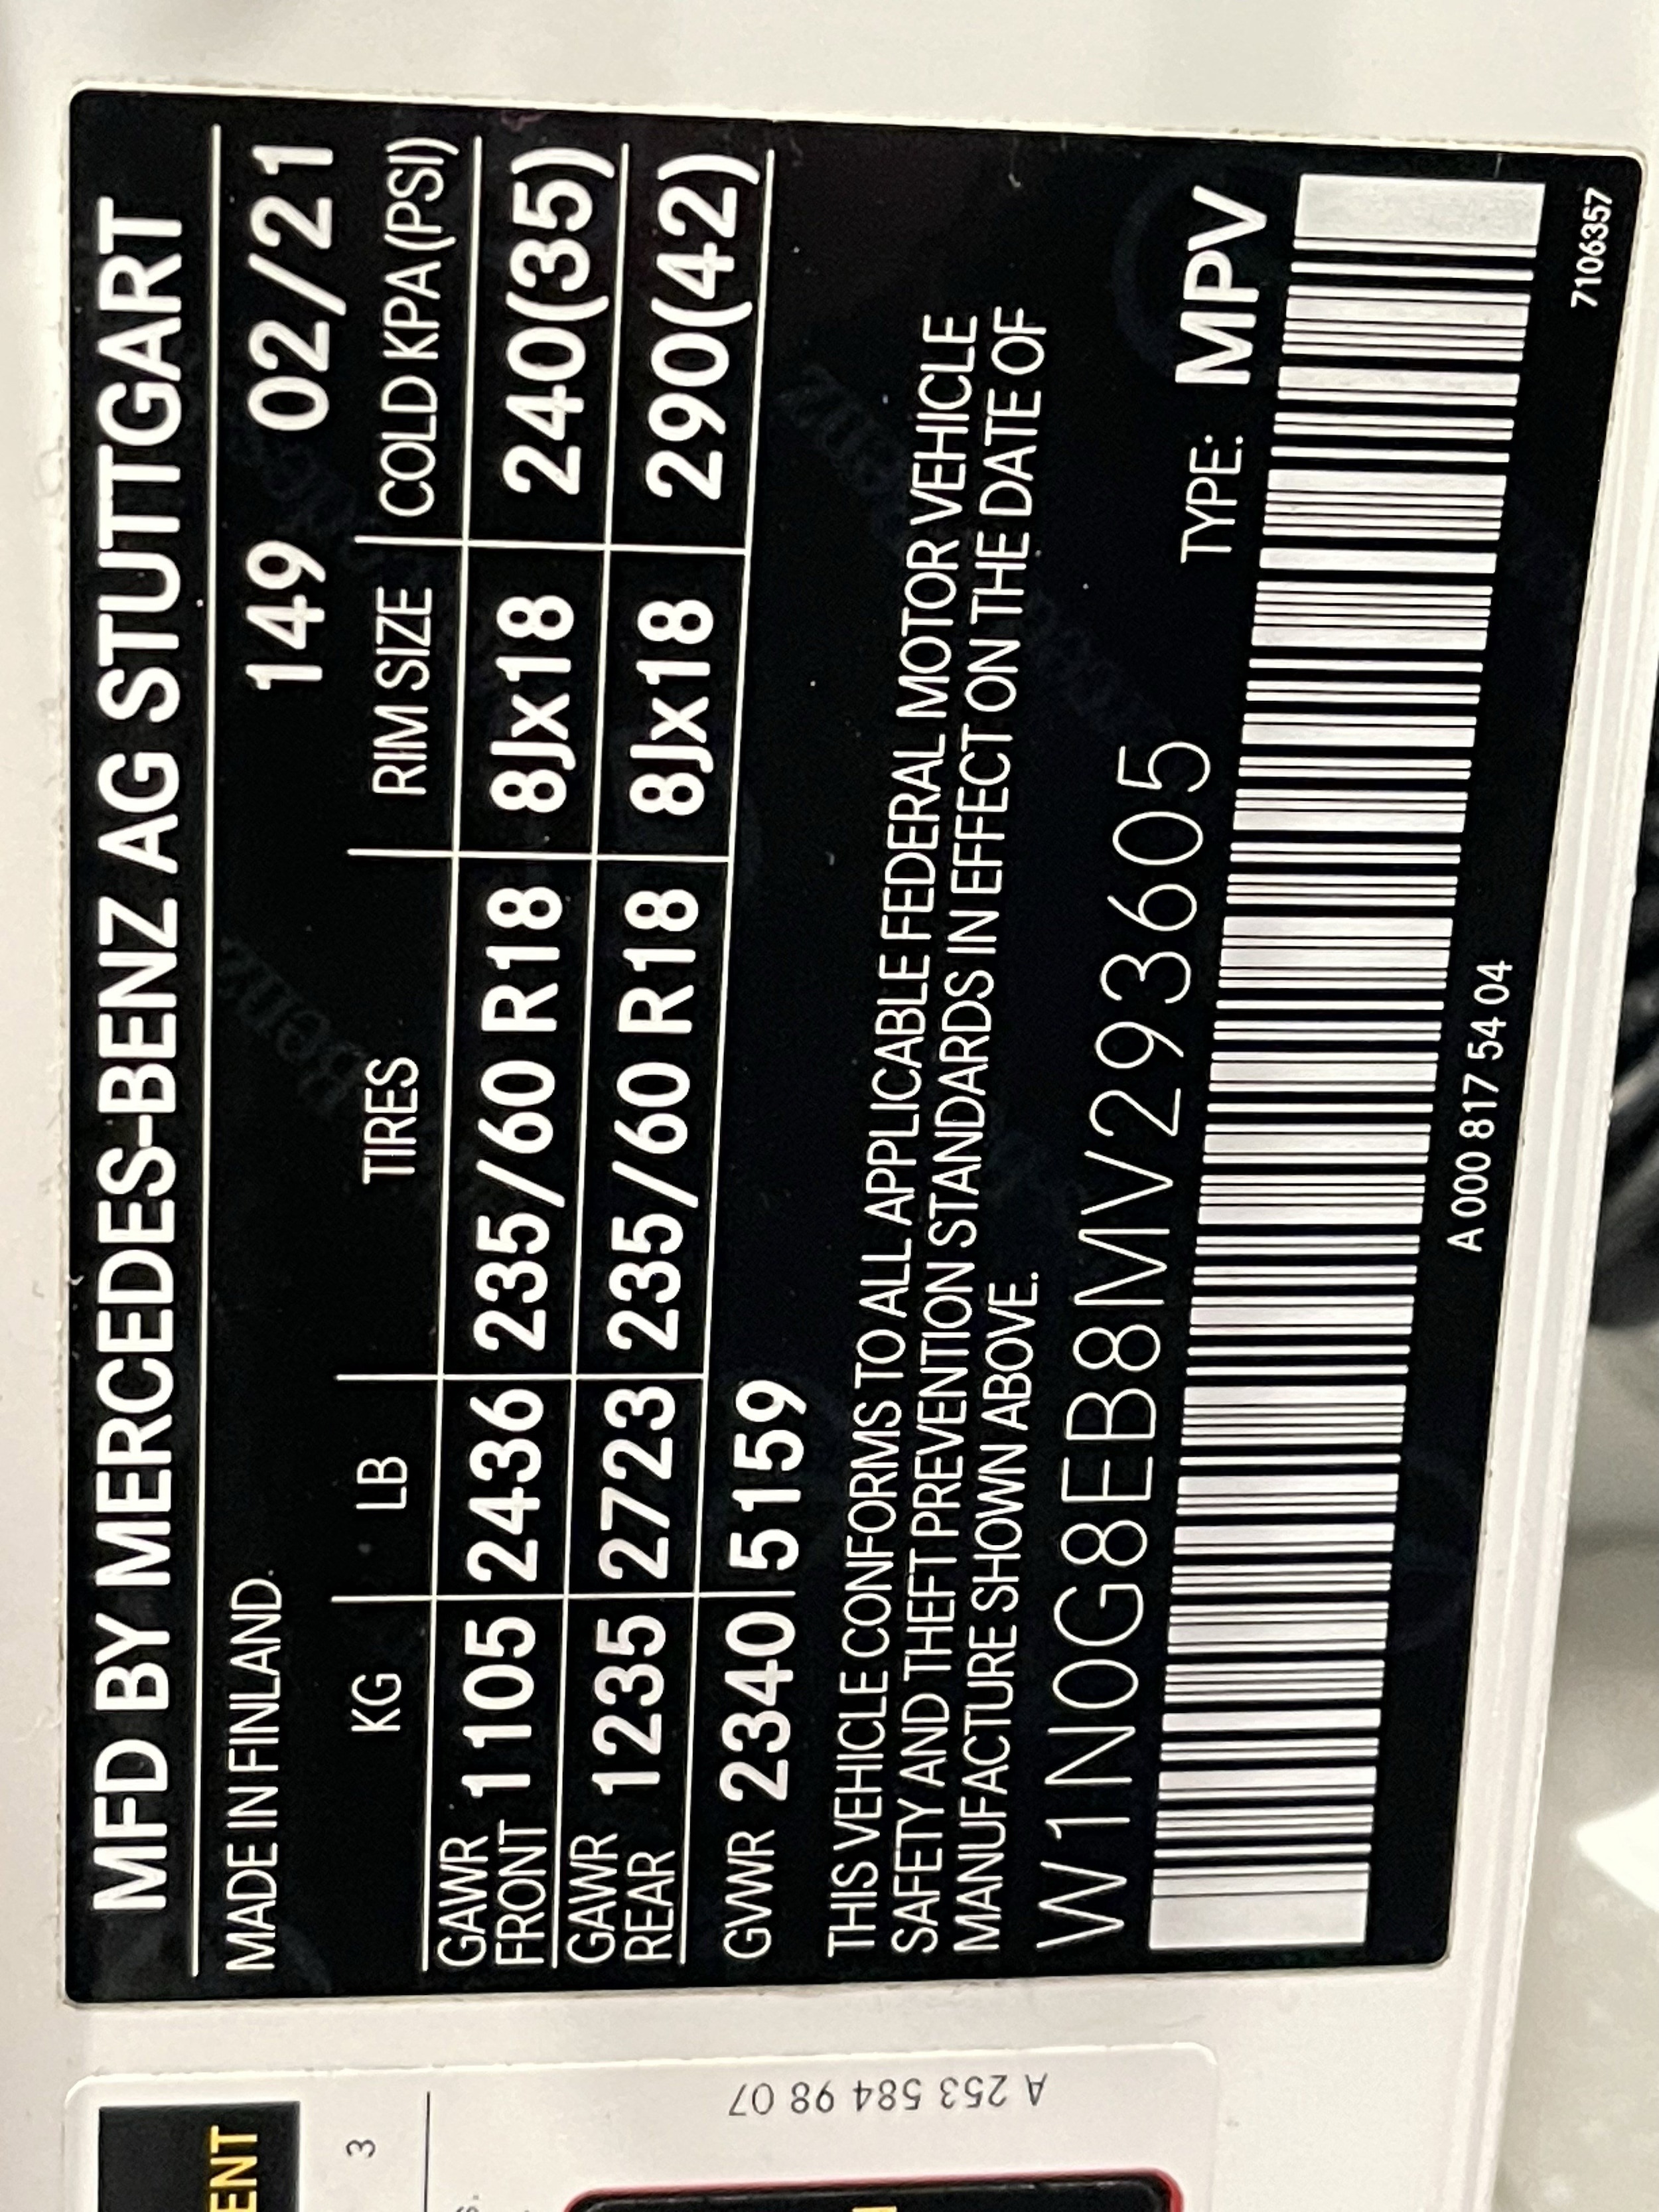 MFD BY MERCEDES-BENZ AG STUTTGART
MADE IN FINLAND. 149 02/21
KG LB TIRES RIM SIZE COLD KPA(PSI)
GAWR FRONT 1105 2436 235/60 R18 8Jx18 240(35)
GAWR REAR 1235 2723 235/60 R18 8Jx18 290(42)
GVWR 2340 5159
THIS VEHICLE CONFORMS TO ALL APPLICABLE FEDERAL MOTOR VEHICLE
SAFETY AND THEFT PREVENTION STANDARDS IN EFFECT ON THE DATE OF
MANUFACTURE SHOWN ABOVE.
W1N0G8EB8MV293605 TYPE: MPV
A 000 817 54 04
7106357
A 253 584 98 07
ENT
3